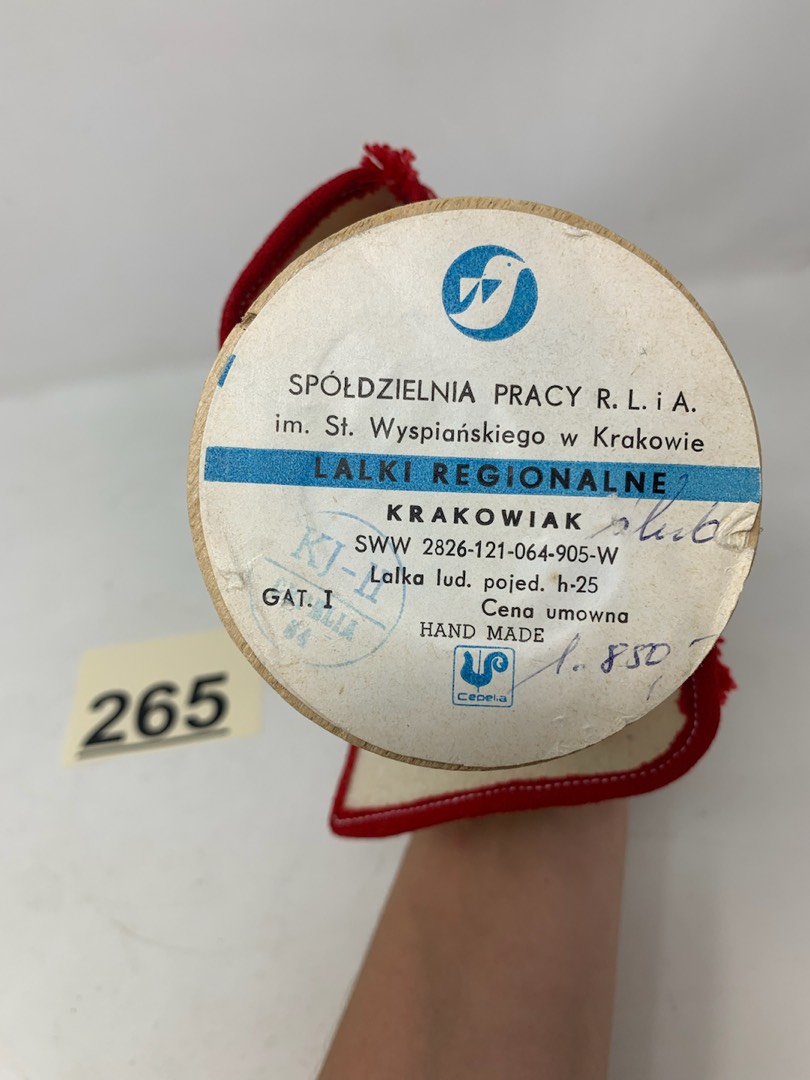 SPÓŁDZIELNIA PRACY R. L. i A.
im. St. Wyspiańskiego w Krakowie
LALKI REGIONALNE
KRAKOWIAK ślub
SWW 2826-121-064-905-W
Lalka lud. pojed. h-25
GAT. I
Cena umowna
HAND MADE
1.850
Cepelia
KJ-II
265